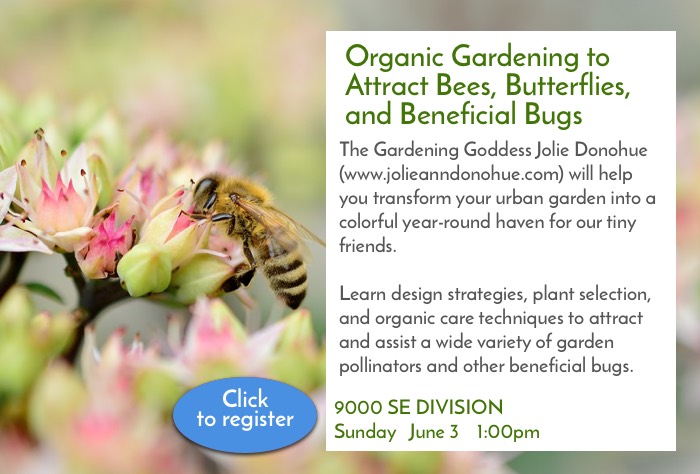 Organic Gardening to
Attract Bees, Butterflies,
and Beneficial Bugs
The Gardening Goddess Jolie Donohue
(www.jolieanndonohue.com) will help
you transform your urban garden into a
colorful year-round haven for our tiny
friends.
Learn design strategies, plant selection,
and organic care techniques to attract
and assist a wide variety of garden
pollinators and other beneficial bugs.
Click
to register
9000 SE DIVISION
Sunday June 3 1:00pm